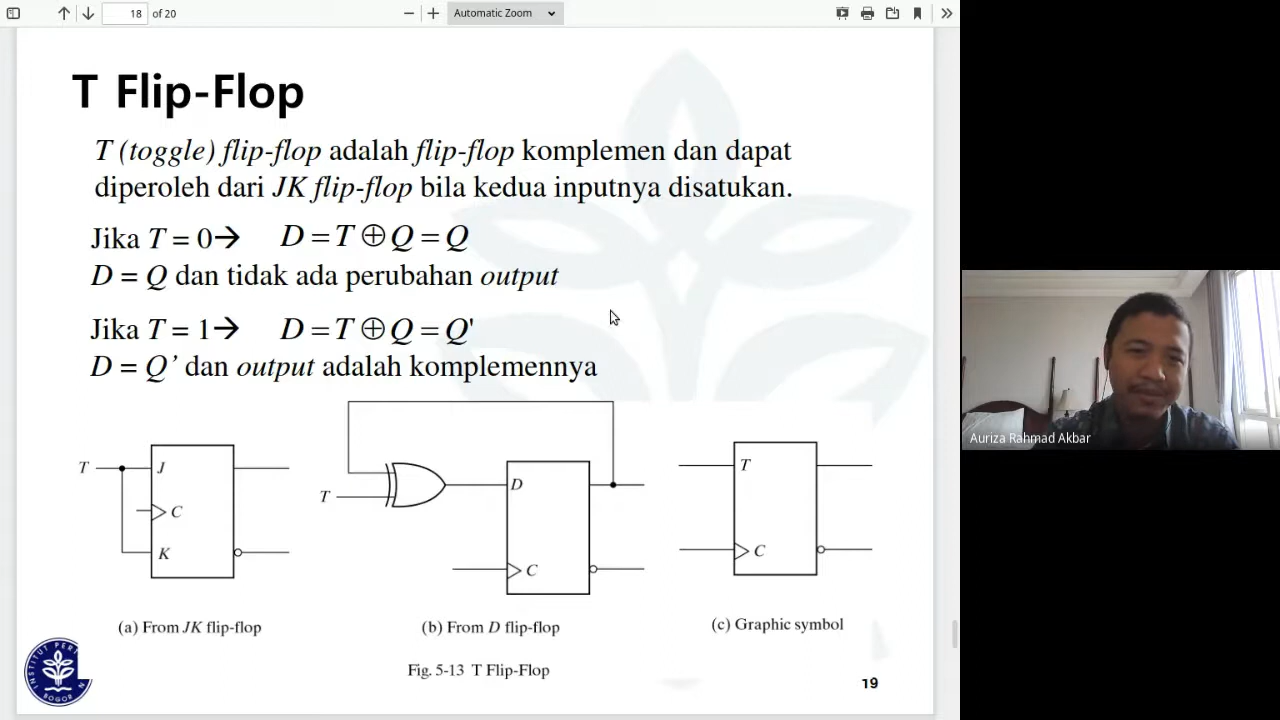 18 of 20
Automatic Zoom
T Flip-Flop
T (toggle) flip-flop adalah flip-flop komplemen dan dapat
diperoleh dari JK flip-flop bila kedua inputnya disatukan.
Jika T = 0→ D = T ⊕ Q = Q
D = Q dan tidak ada perubahan output
Jika T = 1→ D = T ⊕ Q = Q'
D = Q’ dan output adalah komplemennya
T J C K
T D C
T C
(a) From JK flip-flop
(b) From D flip-flop
(c) Graphic symbol
Fig. 5-13 T Flip-Flop
19
Auriza Rahmad Akbar